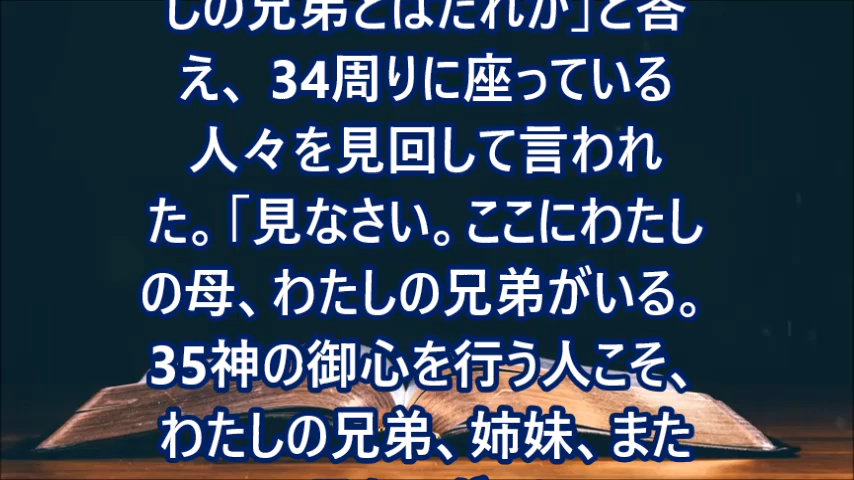 しの兄弟とはだれか」と答
え、34周りに座っている
人々を見回して言われ
た。「見なさい。ここにわたし
の母、わたしの兄弟がいる。
35神の御心を行う人こそ、
わたしの兄弟、姉妹、また